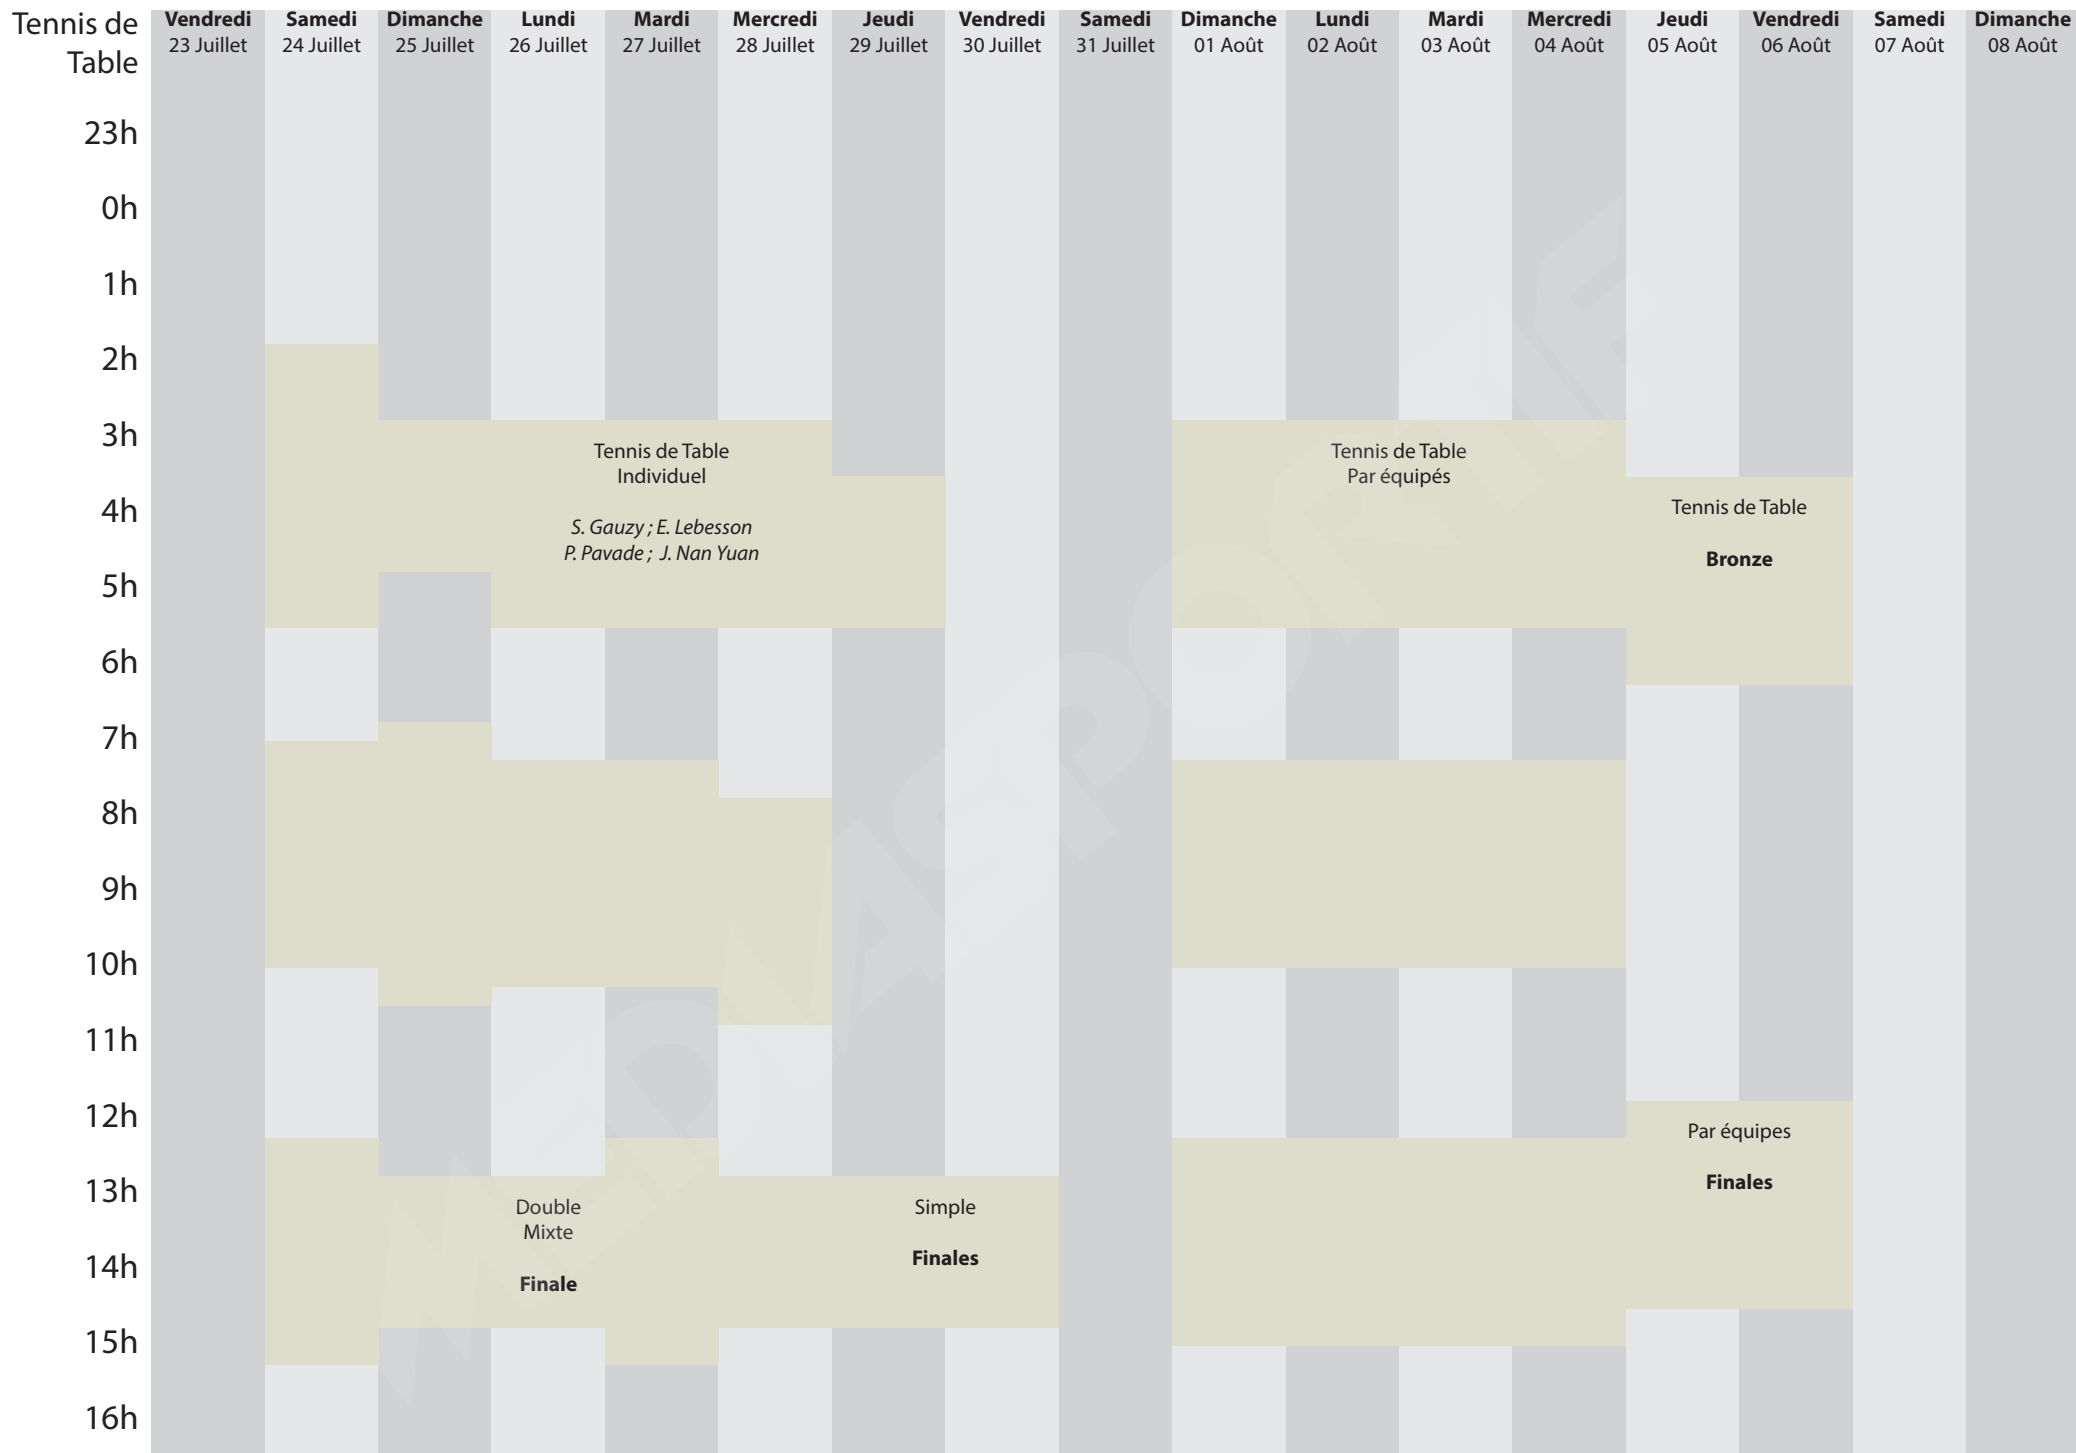 Tennis de
Table
Vendredi
23 Juillet
Samedi
24 Juillet
Dimanche
25 Juillet
Lundi
26 Juillet
Mardi
27 Juillet
Mercredi
28 Juillet
Jeudi
29 Juillet
Vendredi
30 Juillet
Samedi
31 Juillet
Dimanche
01 Août
Lundi
02 Août
Mardi
03 Août
Mercredi
04 Août
Jeudi
05 Août
Vendredi
06 Août
Samedi
07 Août
Dimanche
08 Août
23h
0h
1h
2h
3h
4h
5h
6h
7h
8h
9h
10h
11h
12h
13h
14h
15h
16h
Tennis de Table
Individuel
S. Gauzy ; E. Lebesson
P. Pavade ; J. Nan Yuan
Tennis de Table
Par équipés
Tennis de Table
Bronze
Double
Mixte
Finale
Simple
Finales
Par équipes
Finales
MEDIASPORTIF